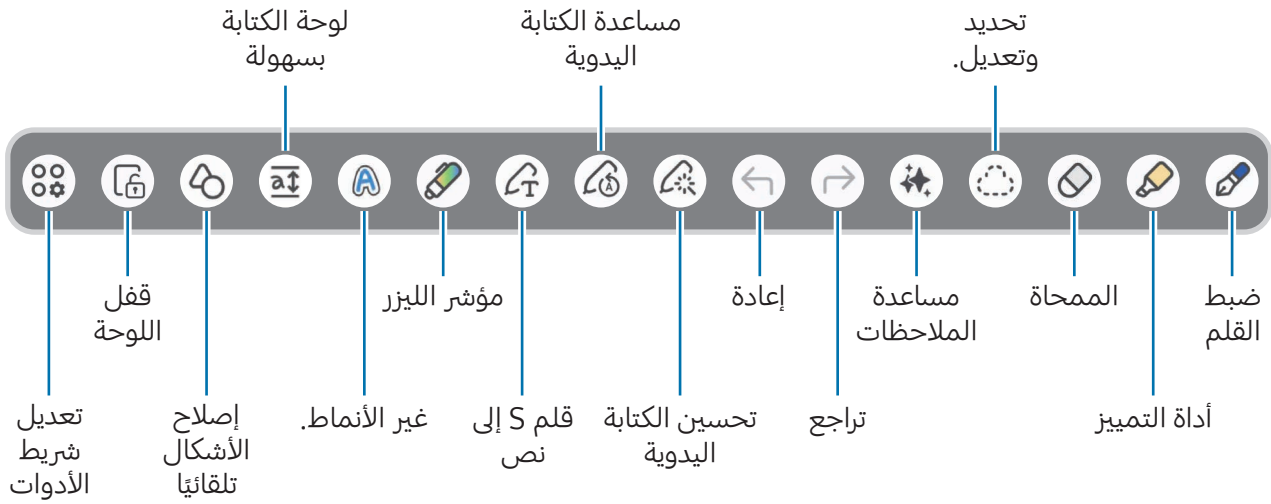 تحديد
وتعديل.
مساعدة الكتابة
اليدوية
لوحة الكتابة
بسهولة
ضبط
القلم
الممحاة
مساعدة
الملاحظات
إعادة
مؤشر الليزر
قفل
اللوحة
أداة التمييز
تراجع
تحسين الكتابة
اليدوية
قلم S إلى
نص
غير الأنماط.
إصلاح
الأشكال
تلقائيًا
تعديل
شريط
الأدوات